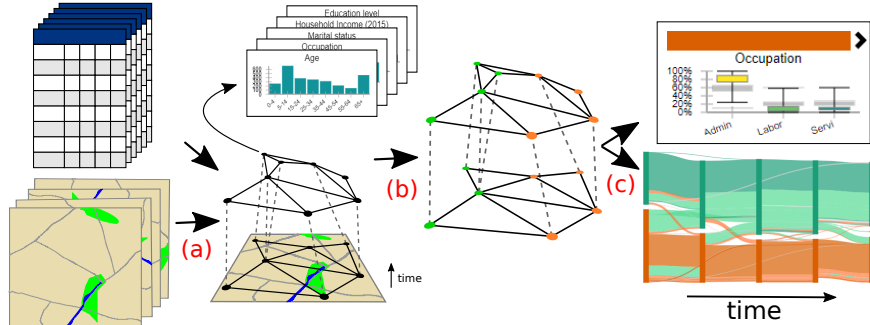 Education level
Household Income (2015)
Marital status
Occupation
Age
600
500
400
300
200
100
0
0-4
5-14
15-24
25-34
35-44
45-54
55-64
65+
(a)
time
(b)
(c)
Occupation
100%
80%
60%
40%
20%
0%
Admin
Labor
Servi
time